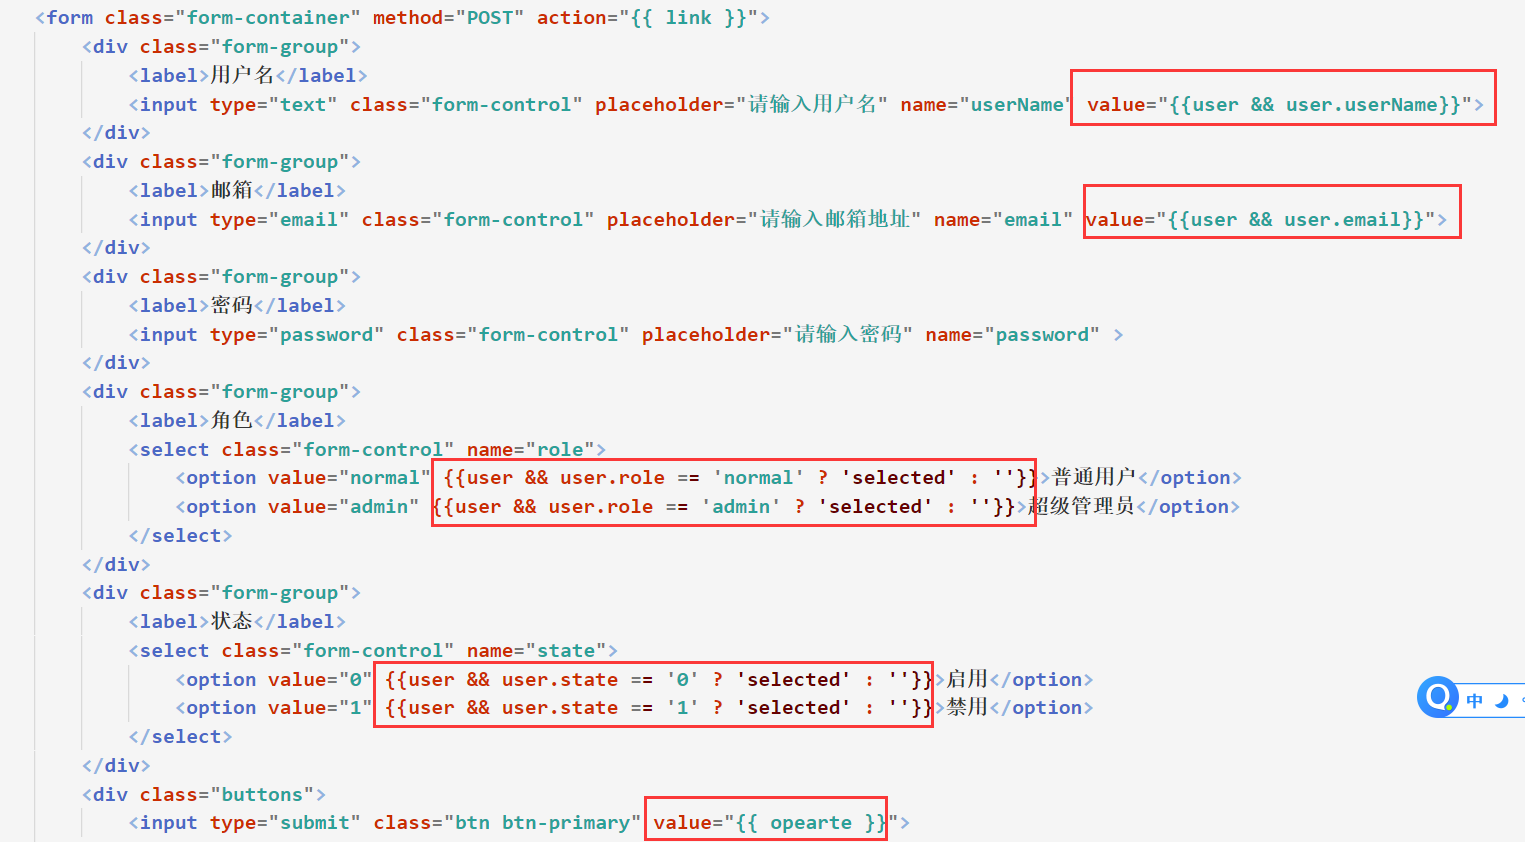 <form class="form-container" method="POST" action="{{ link }}">
<div class="form-group">
<label>用户名</label>
<input type="text" class="form-control" placeholder="请输入用户名" name="userName" value="{{user && user.userName}}">
</div>
<div class="form-group">
<label>邮箱</label>
<input type="email" class="form-control" placeholder="请输入邮箱地址" name="email" value="{{user && user.email}}">
</div>
<div class="form-group">
<label>密码</label>
<input type="password" class="form-control" placeholder="请输入密码" name="password" >
</div>
<div class="form-group">
<label>角色</label>
<select class="form-control" name="role">
<option value="normal" {{user && user.role == 'normal' ? 'selected' : ''}}>普通用户</option>
<option value="admin" {{user && user.role == 'admin' ? 'selected' : ''}}>超级管理员</option>
</select>
</div>
<div class="form-group">
<label>状态</label>
<select class="form-control" name="state">
<option value="0" {{user && user.state == '0' ? 'selected' : ''}}>启用</option>
<option value="1" {{user && user.state == '1' ? 'selected' : ''}}>禁用</option>
中
</select>
</div>
<div class="buttons">
<input type="submit" class="btn btn-primary" value="{{ opearte }}">